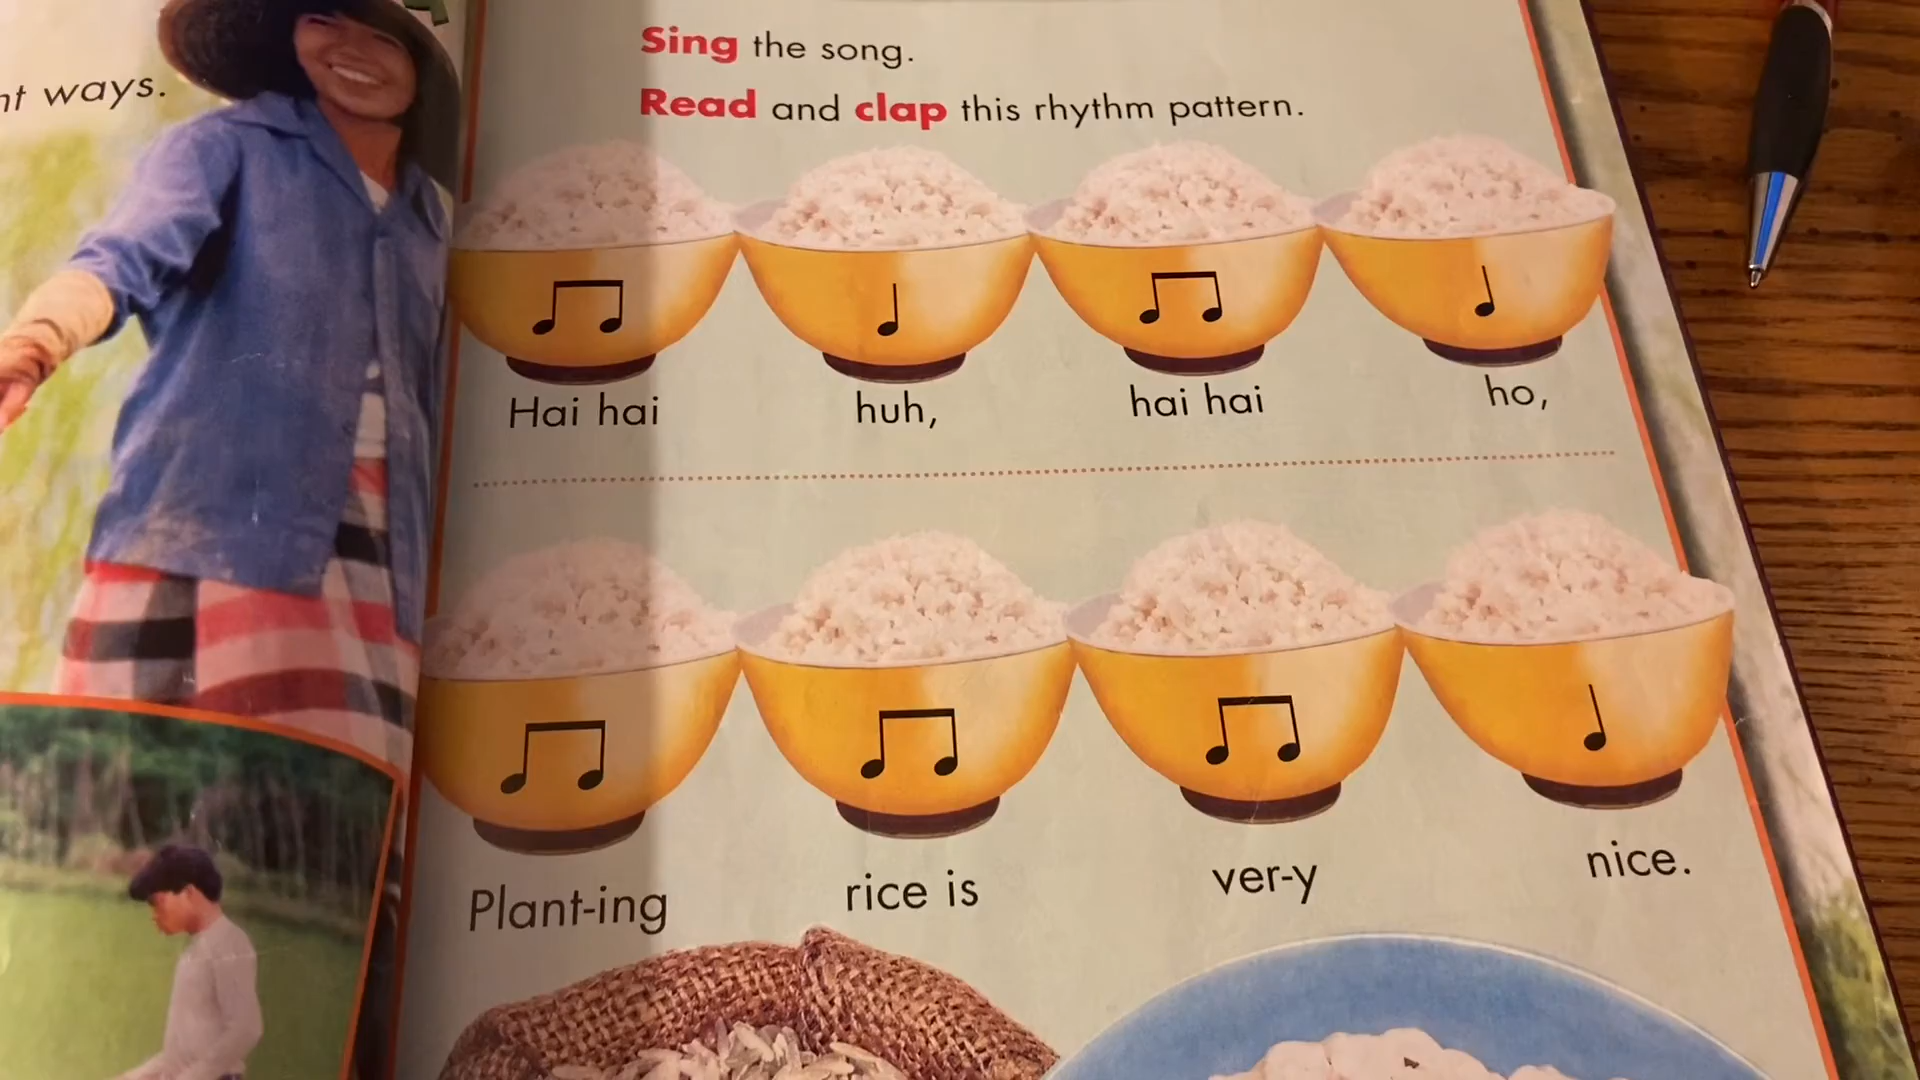 ways.
Sing the song.
Read and clap this rhythm pattern.
Hai hai huh, hai hai ho,
Plant-ing rice is ver-y nice.